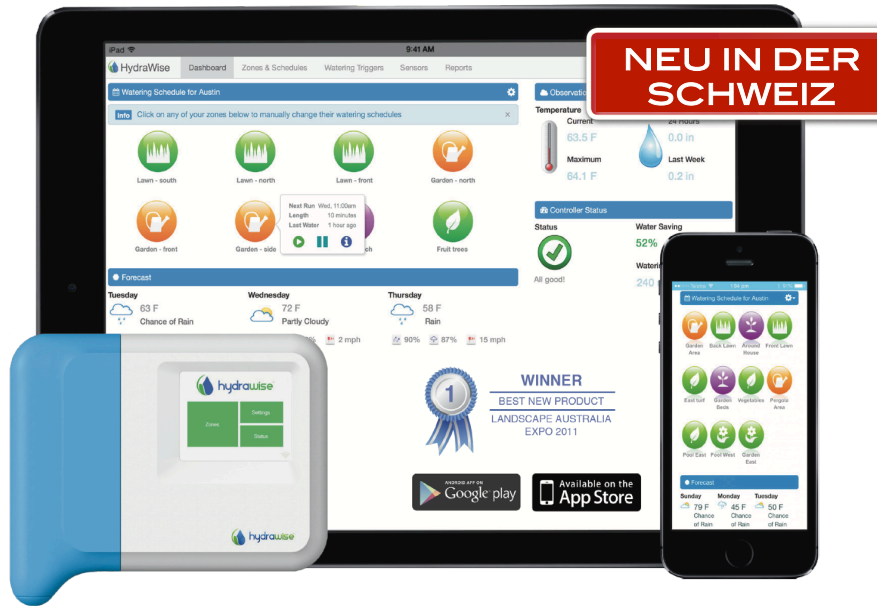 NEU IN DER
SCHWEIZ
iPad
9:41 AM
HydraWise
Dashboard
Zones & Schedules
Watering Triggers
Sensors
Reports
Watering Schedule for Austin
Info Click on any of your zones below to manually change their watering schedules
×
Lawn - south
Lawn - north
Lawn - front
Garden - north
Garden - front
Garden - side
Fruit trees
Next Run Wed, 11:00am
Length 10 minutes
Last Water 1 hour ago
Temperature
Current
63.5 F
Maximum
64.1 F
24 Hours
0.0 in
Last Week
0.2 in
Controller Status
Status
All good!
Water Saving
52%
240
Forecast
Tuesday
63 F
Chance of Rain
Wednesday
72 F
Partly Cloudy
2 mph
Thursday
58 F
Rain
90%
87%
15 mph
1
WINNER
BEST NEW PRODUCT
LANDSCAPE AUSTRALIA
EXPO 2011
ANDROID APP ON
Google play
Available on the
App Store
hydrawise
Zones
Settings
Status
hydrawise
1:34 pm
Watering Schedule for Austin
Garden
Area
Back Lawn
Around
House
Front Lawn
Garden
Beds
Vegetables
Pergola
Area
Pool East
Pool West
Garden
East
Forecast
Sunday
79 F
Chance
of Rain
Monday
45 F
Chance
of Rain
Tuesday
50 F
Chance
of Rain